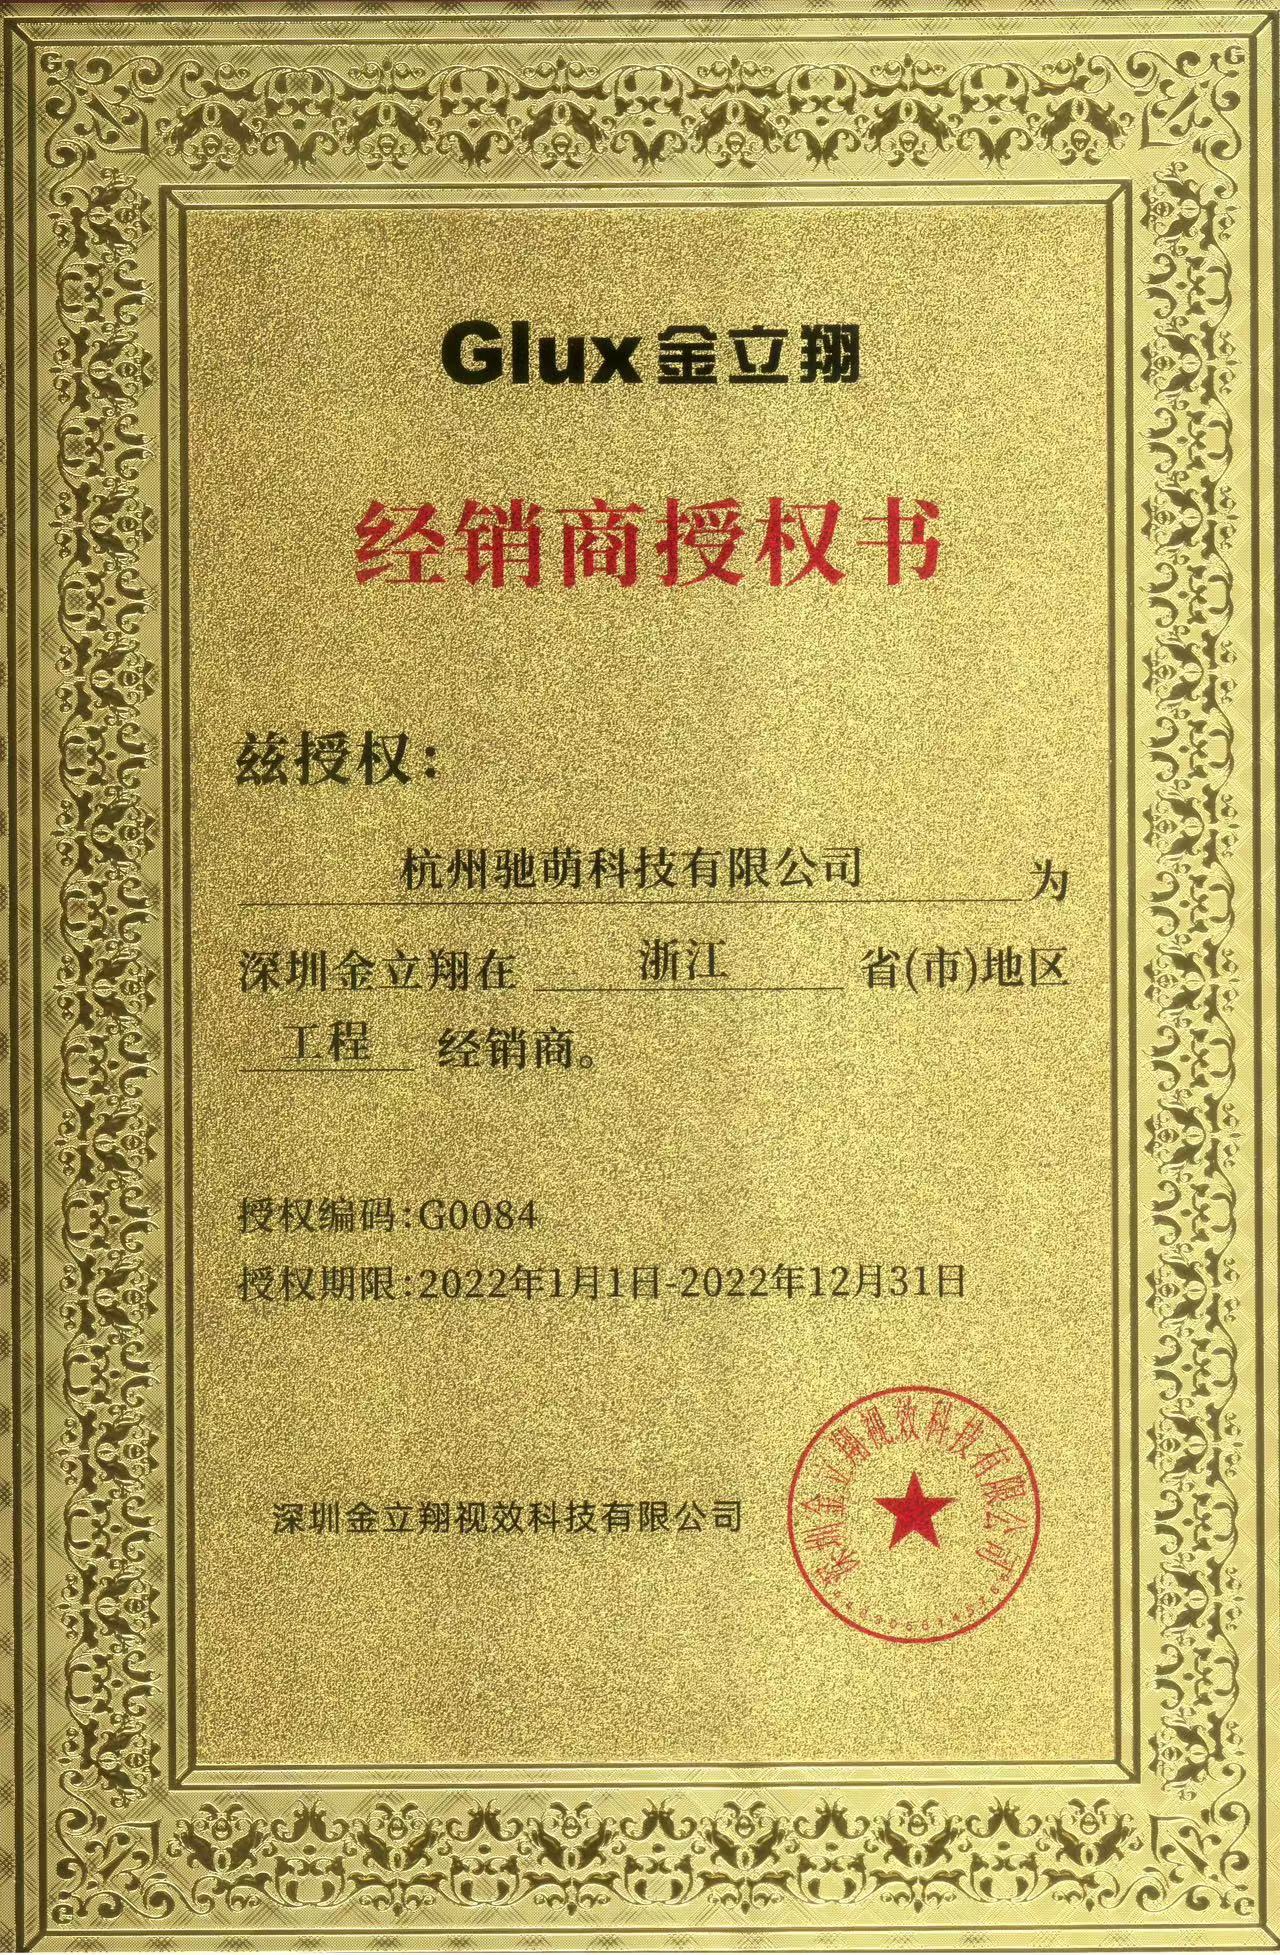 Glux 金立翔
经销商授权书
兹授权：
杭州驰萌科技有限公司 为
深圳金立翔在 浙江 省(市)地区
工程 经销商。
授权编码：G0084
授权期限：2022年1月1日-2022年12月31日
深圳金立翔视效科技有限公司
深圳金立翔视效科技有限公司